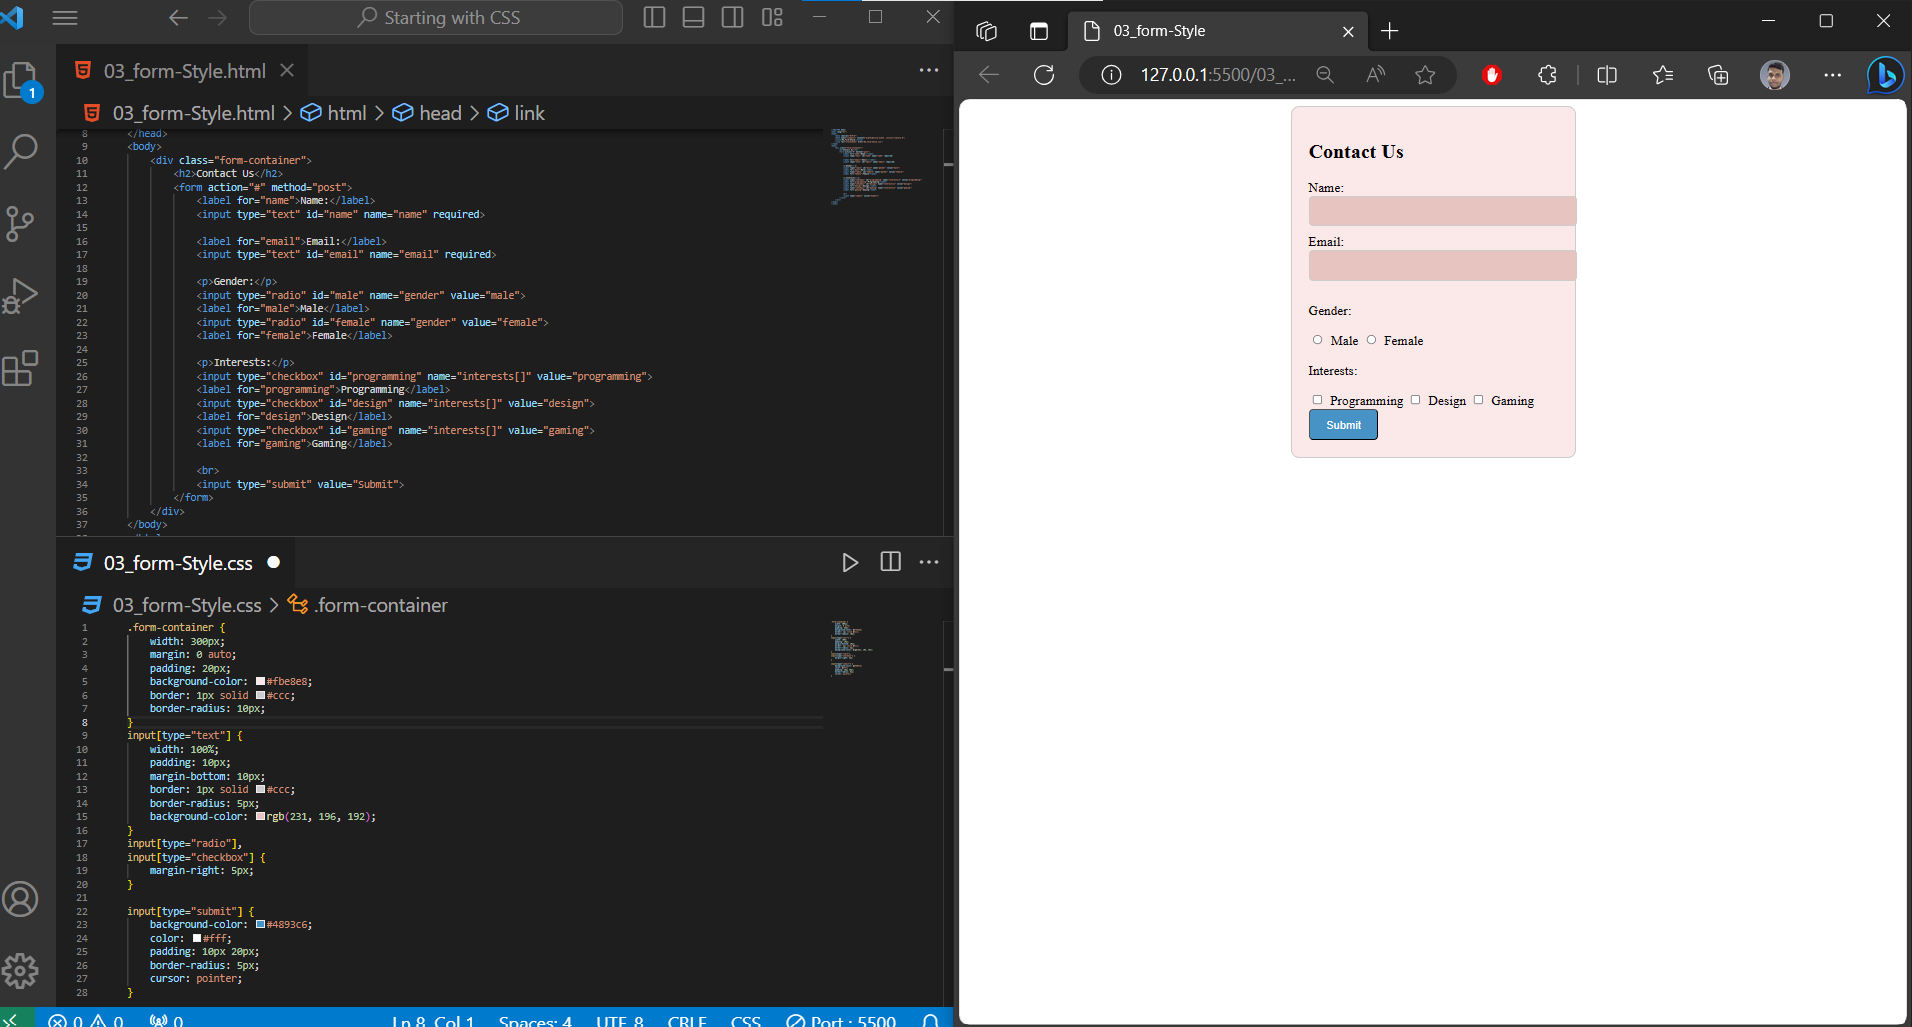 Starting with CSS
03_form-Style.html
03_form-Style.html > html > head > link
8 </head>
9 <body>
10 <div class="form-container">
11 <h2>Contact Us</h2>
12 <form action="#" method="post">
13 <label for="name">Name:</label>
14 <input type="text" id="name" name="name" required>
15
16 <label for="email">Email:</label>
17 <input type="text" id="email" name="email" required>
18
19 <p>Gender:</p>
20 <input type="radio" id="male" name="gender" value="male">
21 <label for="male">Male</label>
22 <input type="radio" id="female" name="gender" value="female">
23 <label for="female">Female</label>
24
25 <p>Interests:</p>
26 <input type="checkbox" id="programming" name="interests[]" value="programming">
27 <label for="programming">Programming</label>
28 <input type="checkbox" id="design" name="interests[]" value="design">
29 <label for="design">Design</label>
30 <input type="checkbox" id="gaming" name="interests[]" value="gaming">
31 <label for="gaming">Gaming</label>
32
33 <br>
34 <input type="submit" value="Submit">
35 </form>
36 </div>
37 </body>
1
03_form-Style.css
03_form-Style.css > .form-container
1 .form-container {
2 width: 300px;
3 margin: 0 auto;
4 padding: 20px;
5 background-color: #fbe8e8;
6 border: 1px solid #ccc;
7 border-radius: 10px;
8 }
9 input[type="text"] {
10 width: 100%;
11 padding: 10px;
12 margin-bottom: 10px;
13 border: 1px solid #ccc;
14 border-radius: 5px;
15 background-color: rgb(231, 196, 192);
16 }
17 input[type="radio"],
18 input[type="checkbox"] {
19 margin-right: 5px;
20 }
21
22 input[type="submit"] {
23 background-color: #4893c6;
24 color: #fff;
25 padding: 10px 20px;
26 border-radius: 5px;
27 cursor: pointer;
28 }
0 0 0 Ln 8, Col 1 Spaces: 4 UTF-8 CRLF CSS Port : 5500
03_form-Style
127.0.0.1:5500/03_...
Contact Us
Name:
Email:
Gender:
Male Female
Interests:
Programming Design Gaming
Submit